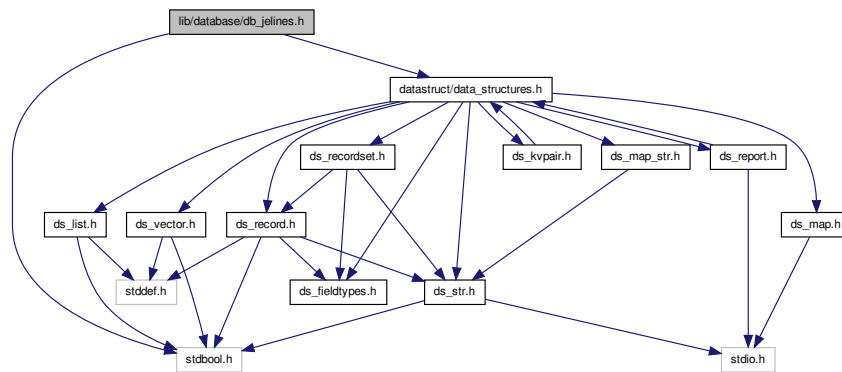 lib/database/db_jelines.h
datastruct/data_structures.h
ds_recordset.h
ds_kvpair.h
ds_map_str.h
ds_report.h
ds_list.h
ds_vector.h
ds_record.h
ds_map.h
stddef.h
ds_fieldtypes.h
ds_str.h
stdbool.h
stdio.h